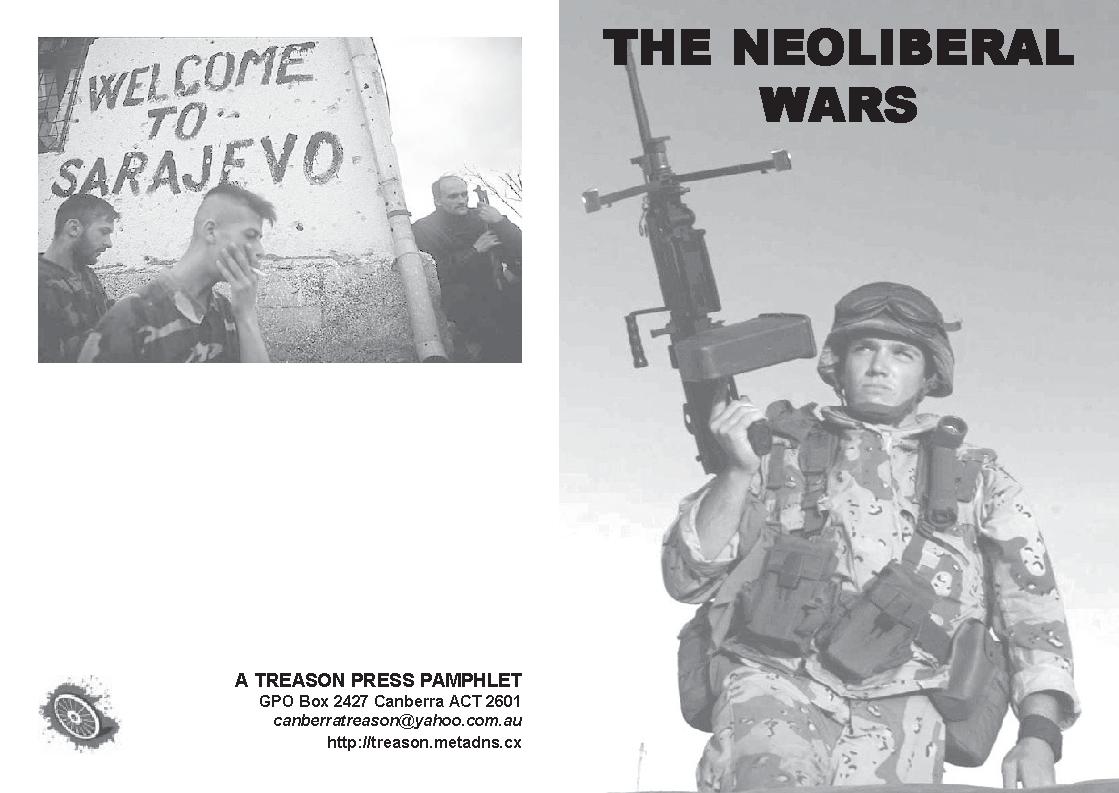 WELCOME
TO
SARAJEVO
A TREASON PRESS PAMPHLET
GPO Box 2427 Canberra ACT 2601
canberratreason@yahoo.com.au
http://treason.metadns.cx
THE NEOLIBERAL
WARS